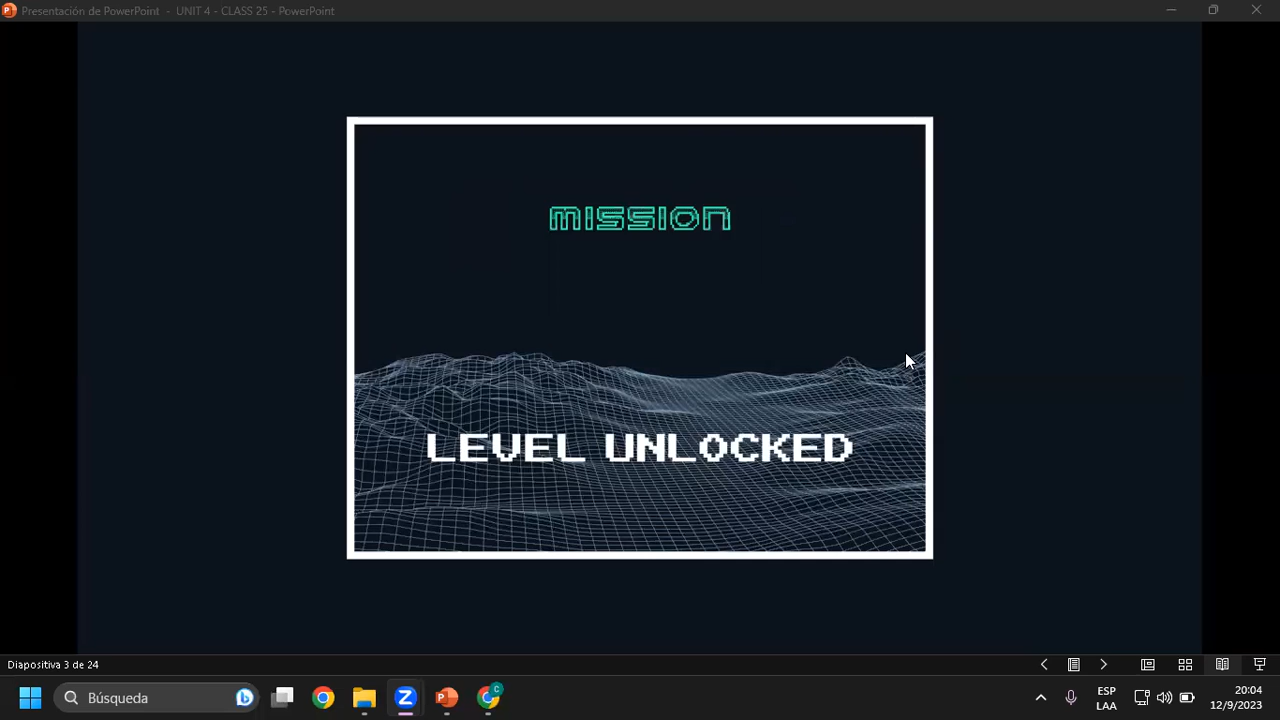 Presentación de PowerPoint - UNIT 4 - CLASS 25 - PowerPoint
mission
LEVEL UNLOCKED
Diapositiva 3 de 24
Búsqueda
ESP
LAA
20:04
12/9/2023